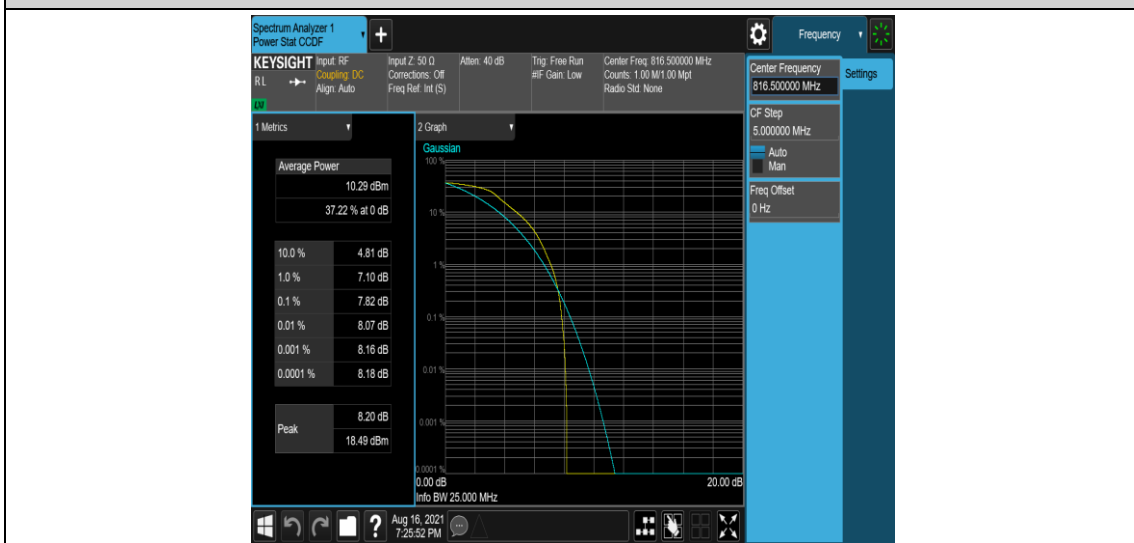 Spectrum Analyzer 1
Power Stat CCDF
Frequency
KEYSIGHT
RL
LXI
Input: RF
Coupling: DC
Align: Auto
Input Z: 50 Ω
Corrections: Off
Freq Ref: Int (S)
Atten: 40 dB
Trig: Free Run
#IF Gain: Low
Center Freq: 816.500000 MHz
Counts: 1.00 M/1.00 Mpt
Radio Std: None
Center Frequency
816.500000 MHz
Settings
CF Step
5.000000 MHz
Auto
Man
Freq Offset
0 Hz
1 Metrics
Average Power
10.29 dBm
37.22 % at 0 dB
10.0 % 4.81 dB
1.0 % 7.10 dB
0.1 % 7.82 dB
0.01 % 8.07 dB
0.001 % 8.16 dB
0.0001 % 8.18 dB
Peak
8.20 dB
18.49 dBm
2 Graph
Gaussian
100 %
10 %
1 %
0.1 %
0.01 %
0.001 %
0.0001 %
0.00 dB 20.00 dB
Info BW 25.000 MHz
?
Aug 16, 2021
7:25:52 PM